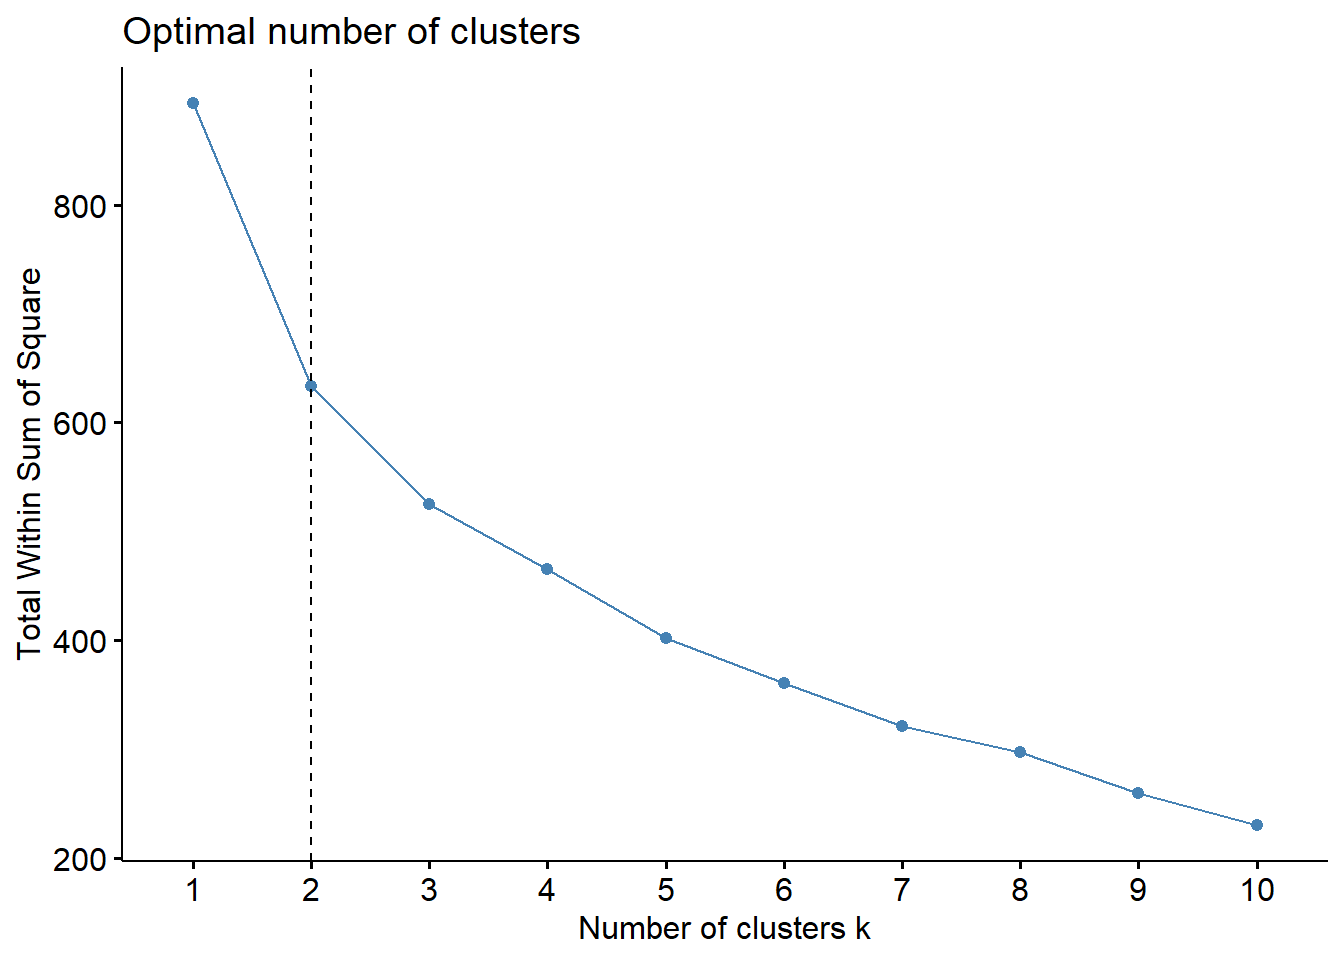 Optimal number of clusters
Total Within Sum of Square
800
600
400
200
1 2 3 4 5 6 7 8 9 10
Number of clusters k